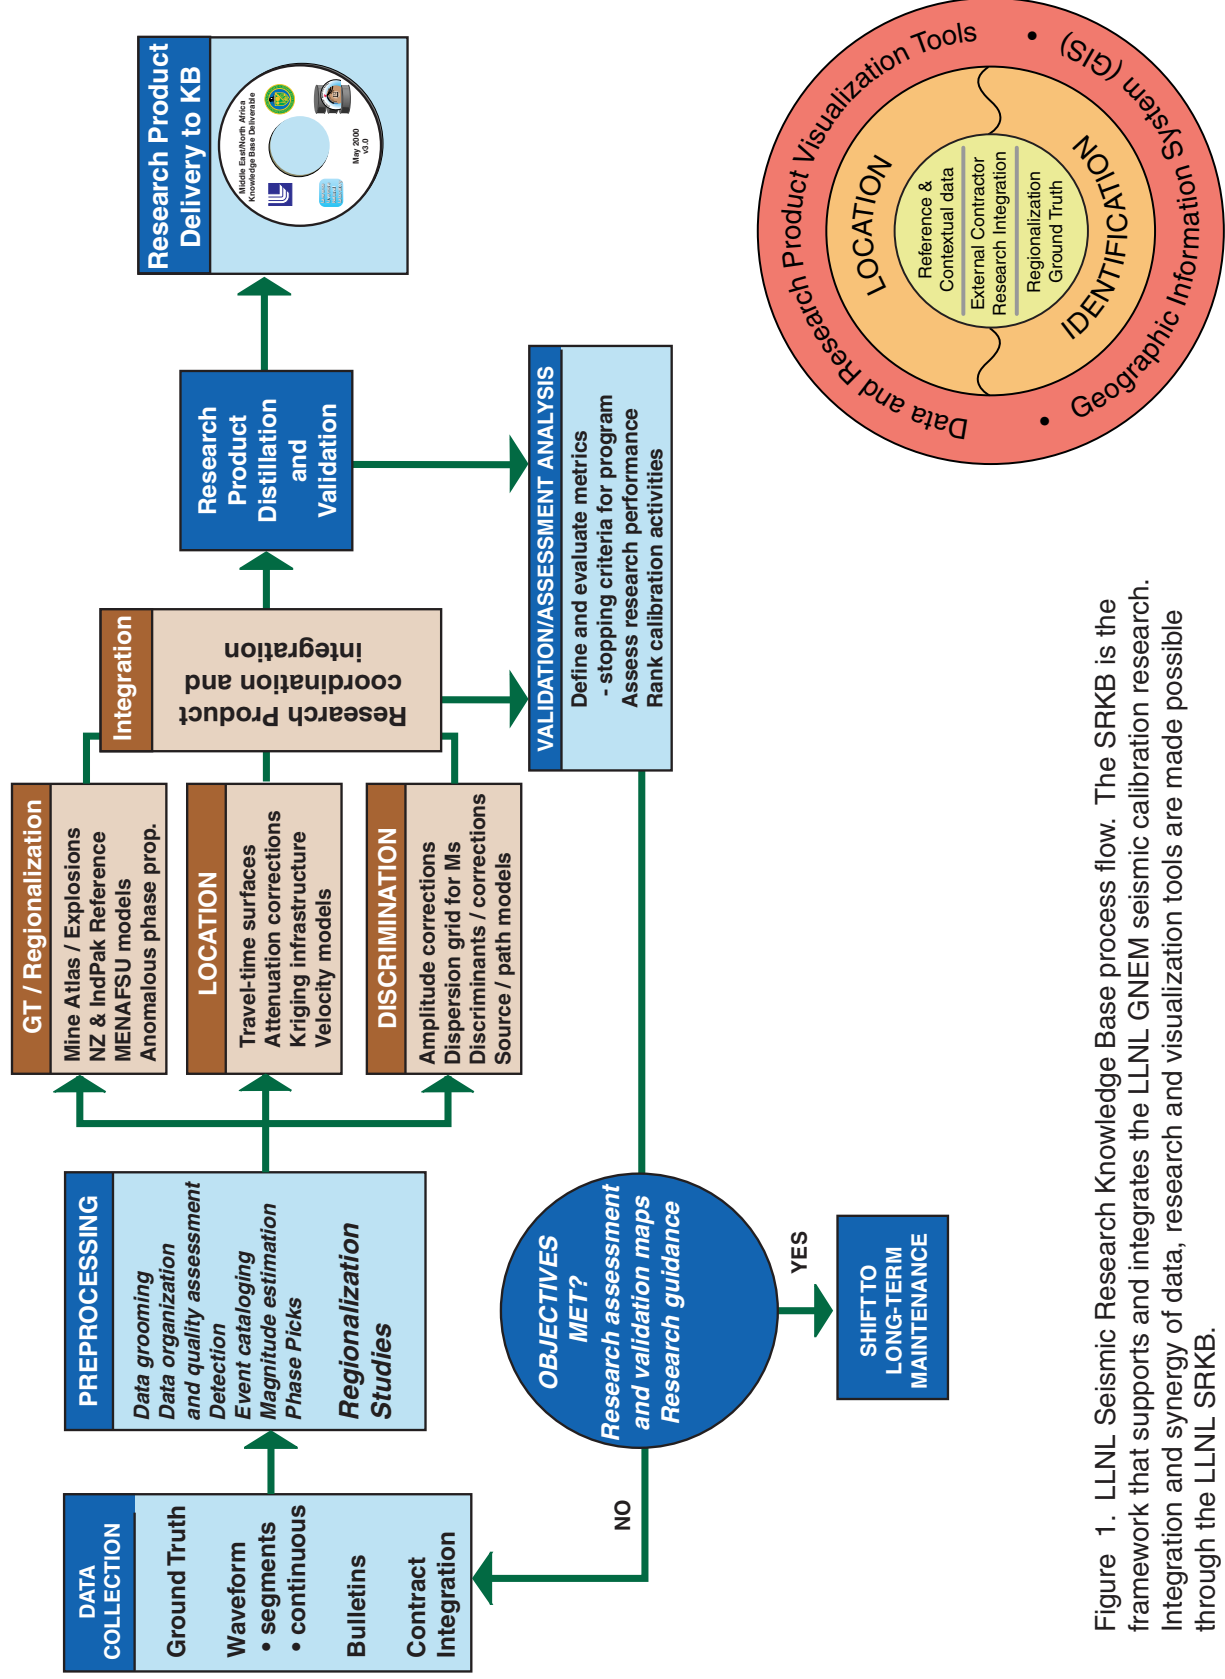 DATA
COLLECTION
Ground Truth
Waveform
• segments
• continuous
Bulletins
Contract
Integration
PREPROCESSING
Data grooming
Data organization
and quality assessment
Detection
Event cataloging
Magnitude estimation
Phase Picks
Regionalization
Studies
GT / Regionalization
Mine Atlas / Explosions
NZ & IndPak Reference
MENAFSU models
Anomalous phase prop.
LOCATION
Travel-time surfaces
Attenuation corrections
Kriging infrastructure
Velocity models
DISCRIMINATION
Amplitude corrections
Dispersion grid for Ms
Discriminants / corrections
Source / path models
Integration
Research Product
coordination and
integration
Research
Product
Distillation
and
Validation
Research Product
Delivery to KB
Middle East/North Africa
Knowledge Base Deliverable
May 2000
v3.0
VALIDATION/ASSESSMENT ANALYSIS
Define and evaluate metrics
- stopping criteria for program
Assess research performance
Rank calibration activities
OBJECTIVES
MET?
Research assessment
and validation maps
Research guidance
NO
YES
SHIFT TO
LONG-TERM
MAINTENANCE
Data and Research Product Visualization Tools
• Geographic Information System (GIS) •
LOCATION
Reference &
Contextual data
External Contractor
Research Integration
Regionalization
Ground Truth
IDENTIFICATION
Figure 1. LLNL Seismic Research Knowledge Base process flow. The SRKB is the
framework that supports and integrates the LLNL GNEM seismic calibration research.
Integration and synergy of data, research and visualization tools are made possible
through the LLNL SRKB.